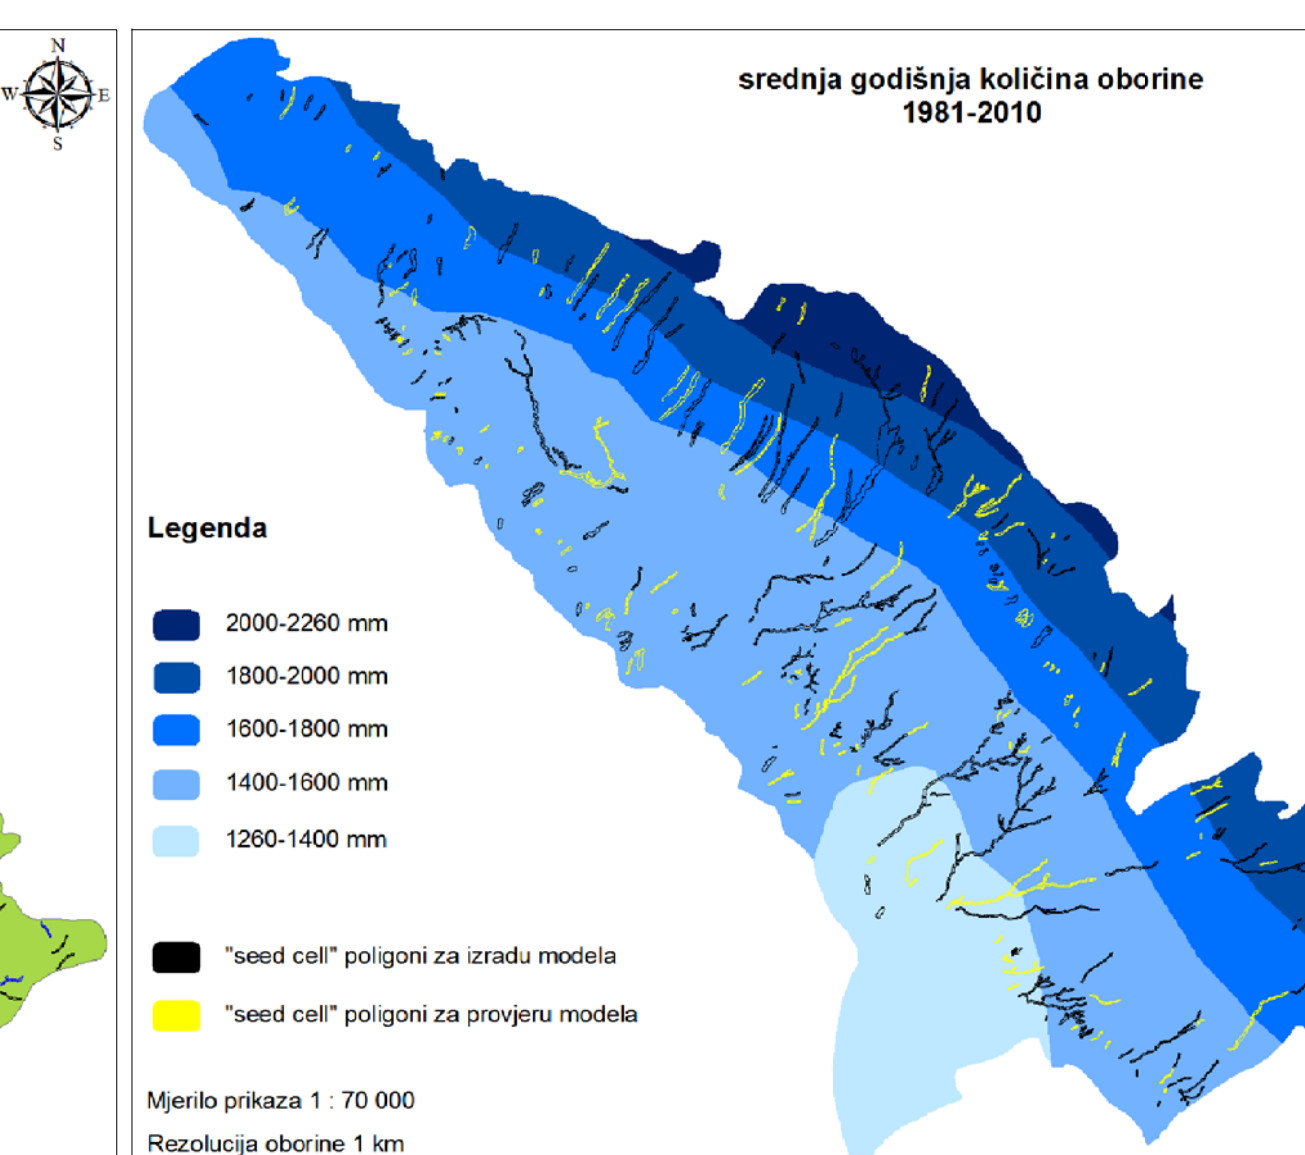 N
W E
S
srednja godišnja količina oborine
1981-2010
Legenda
2000-2260 mm
1800-2000 mm
1600-1800 mm
1400-1600 mm
1260-1400 mm
"seed cell" poligoni za izradu modela
"seed cell" poligoni za provjeru modela
Mjerilo prikaza 1 : 70 000
Rezolucija oborine 1 km